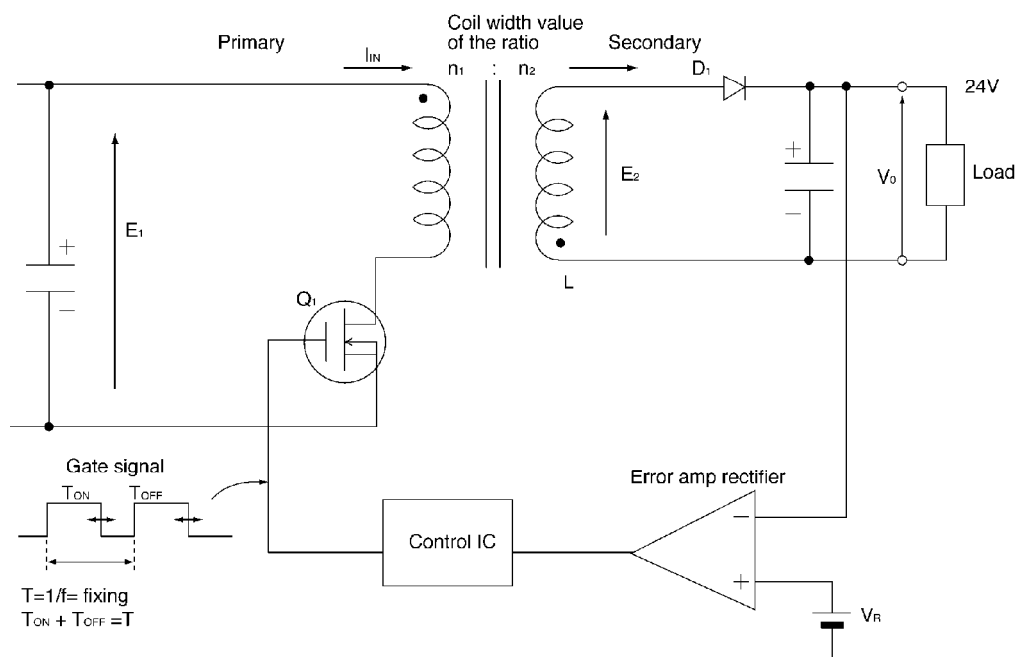 Coil width value
of the ratio
Primary
Secondary
IIN
n1 : n2
D1
24V
+
E1
E2
+
V0
Load
+
−
−
L
Q1
Gate signal
TON TOFF
Error amp rectifier
Control IC
−
+
T=1/f= fixing
TON + TOFF =T
VR